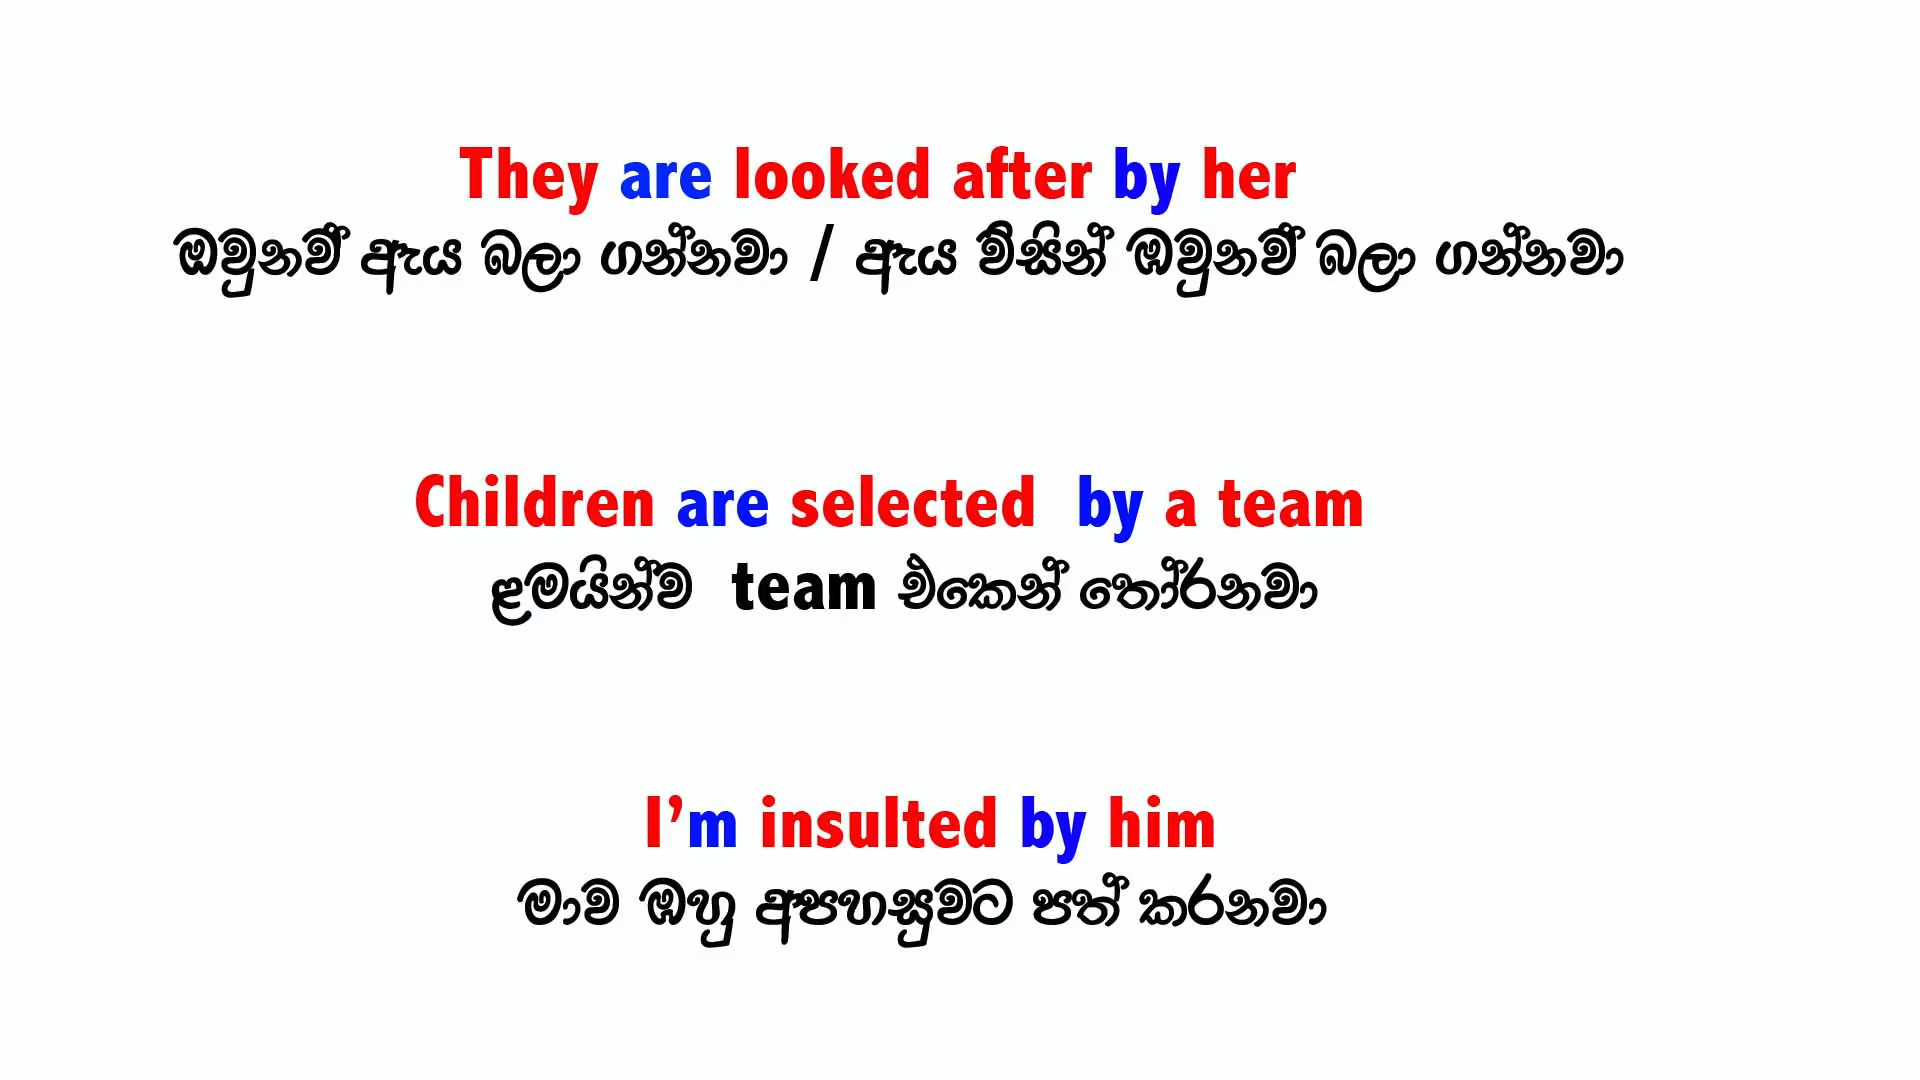 They are looked after by her
ඔවුනව් ඇය බලා ගන්නවා / ඇය විසින් ඔවුනව් බලා ගන්නවා
Children are selected by a team
ළමයින්ව team එකෙන් තෝර්නවා
I’m insulted by him
මාව ඔහු අපහසුවට පත් කරනවා